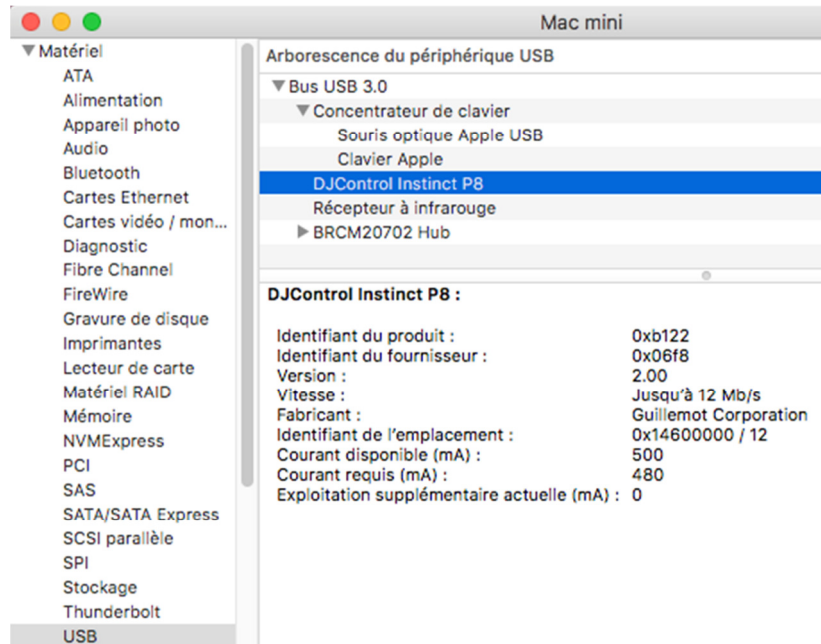 Mac mini
Matériel
ATA
Alimentation
Appareil photo
Audio
Bluetooth
Cartes Ethernet
Cartes vidéo / mon...
Diagnostic
Fibre Channel
FireWire
Gravure de disque
Imprimantes
Lecteur de carte
Matériel RAID
Mémoire
NVMExpress
PCI
SAS
SATA/SATA Express
SCSI parallèle
SPI
Stockage
Thunderbolt
USB
Arborescence du périphérique USB
Bus USB 3.0
Concentrateur de clavier
Souris optique Apple USB
Clavier Apple
DJControl Instinct P8
Récepteur à infrarouge
BRCM20702 Hub
DJControl Instinct P8 :
Identifiant du produit : 0xb122
Identifiant du fournisseur : 0x06f8
Version : 2.00
Vitesse : Jusqu'à 12 Mb/s
Fabricant : Guillemot Corporation
Identifiant de l'emplacement : 0x14600000 / 12
Courant disponible (mA) : 500
Courant requis (mA) : 480
Exploitation supplémentaire actuelle (mA) : 0